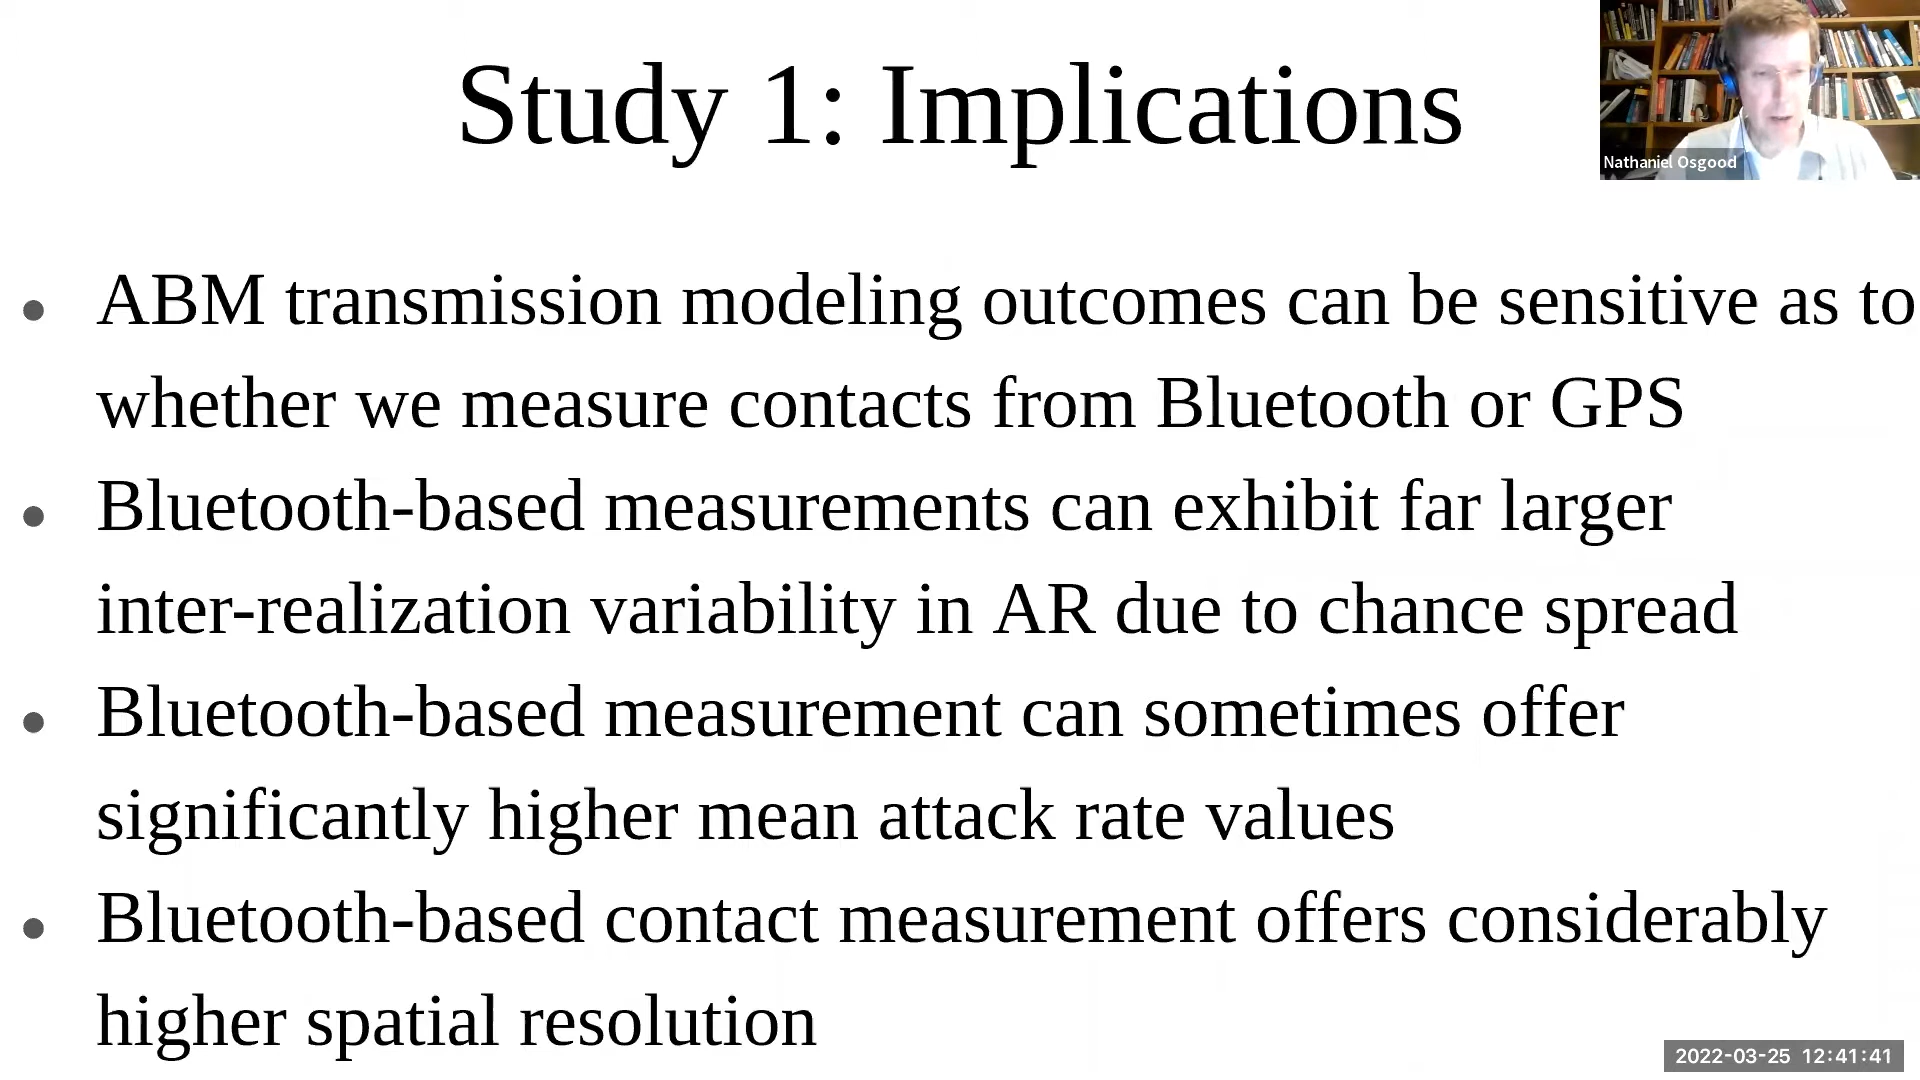 Study 1: Implications
Nathaniel Osgood
• ABM transmission modeling outcomes can be sensitive as to
whether we measure contacts from Bluetooth or GPS
• Bluetooth-based measurements can exhibit far larger
inter-realization variability in AR due to chance spread
• Bluetooth-based measurement can sometimes offer
significantly higher mean attack rate values
• Bluetooth-based contact measurement offers considerably
higher spatial resolution
2022-03-25 12:41:41